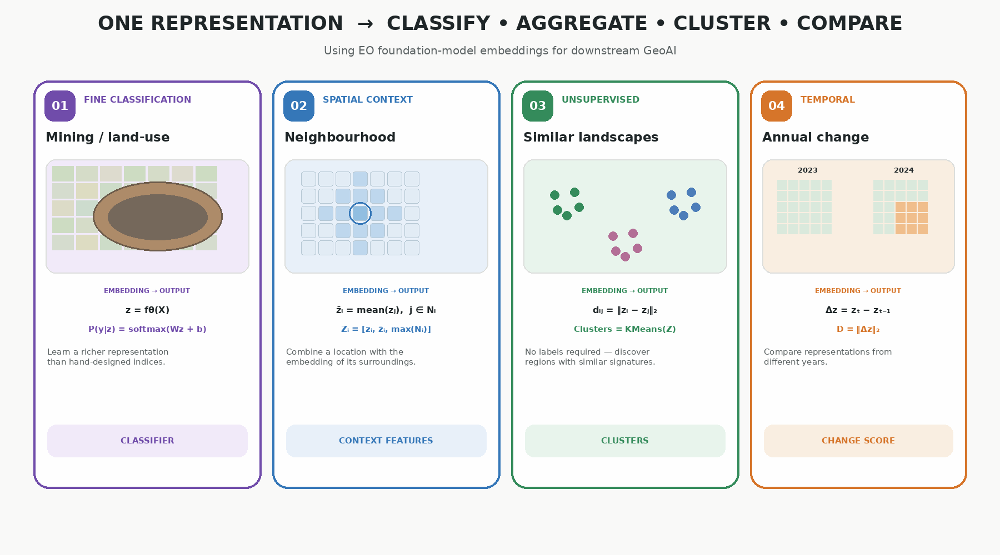 ONE REPRESENTATION → CLASSIFY • AGGREGATE • CLUSTER • COMPARE
Using EO foundation-model embeddings for downstream GeoAI
01
FINE CLASSIFICATION
Mining / land-use
EMBEDDING → OUTPUT
z = fθ(X)
P(y|z) = softmax(Wz + b)
Learn a richer representation
than hand-designed indices.
CLASSIFIER
02
SPATIAL CONTEXT
Neighbourhood
EMBEDDING → OUTPUT
z̄ᵢ = mean(zⱼ), j ∈ Nᵢ
Zᵢ = [zᵢ, z̄ᵢ, max(Nᵢ)]
Combine a location with the
embedding of its surroundings.
CONTEXT FEATURES
03
UNSUPERVISED
Similar landscapes
EMBEDDING → OUTPUT
dᵢⱼ = ‖zᵢ − zⱼ‖₂
Clusters = KMeans(Z)
No labels required — discover
regions with similar signatures.
CLUSTERS
04
TEMPORAL
Annual change
2023
2024
EMBEDDING → OUTPUT
Δz = zₜ − zₜ₋₁
D = ‖Δz‖₂
Compare representations from
different years.
CHANGE SCORE